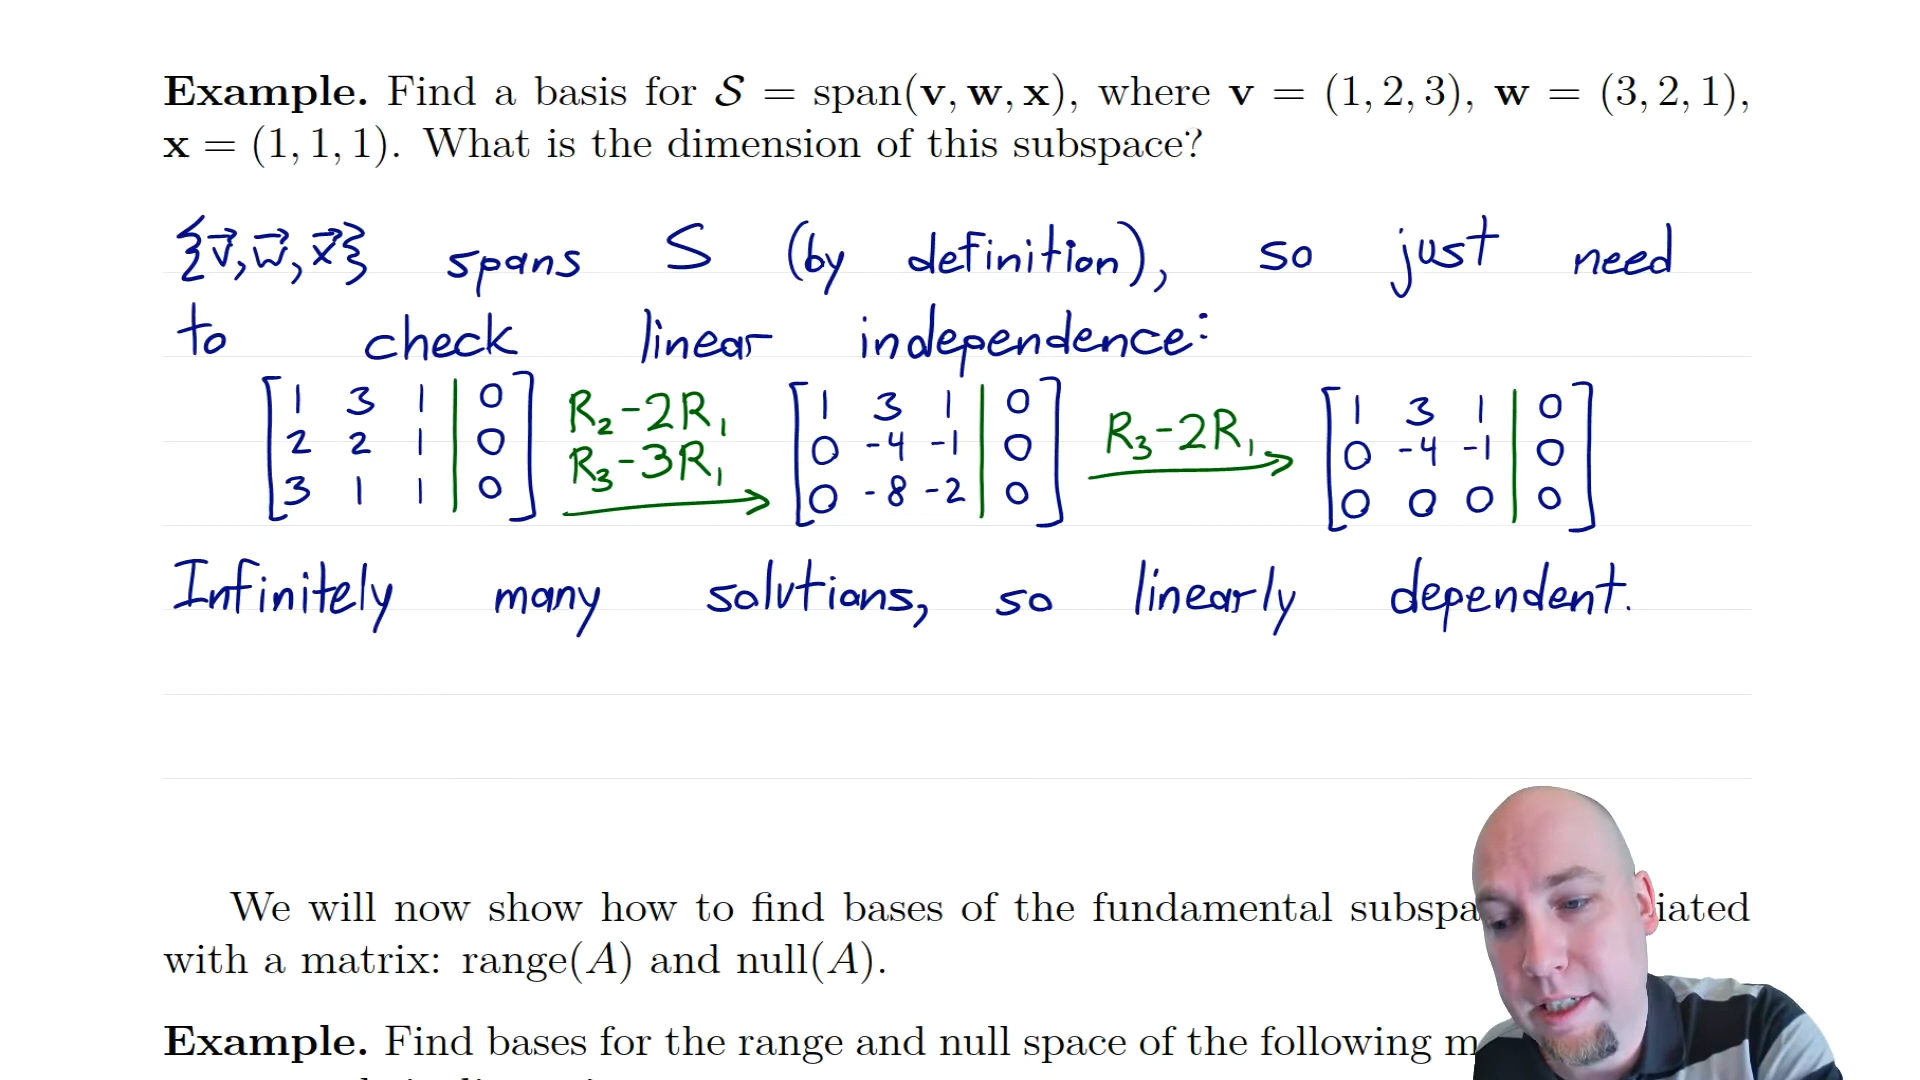 Example. Find a basis for S = span(v, w, x), where v = (1, 2, 3), w = (3, 2, 1),
x = (1, 1, 1). What is the dimension of this subspace?
{v⃗, w⃗, x⃗} spans S (by definition), so just need
to check linear independence:
[1 3 1 | 0] R₂-2R₁ [1 3 1 | 0] R₃-2R₁ [1 3 1 | 0]
[2 2 1 | 0] R₃-3R₁ [0 -4 -1 | 0] → [0 -4 -1 | 0]
[3 1 1 | 0] → [0 -8 -2 | 0] [0 0 0 | 0]
Infinitely many solutions, so linearly dependent.
We will now show how to find bases of the fundamental
with a matrix: range(A) and null(A).
Example. Find bases for the range and null space of the following